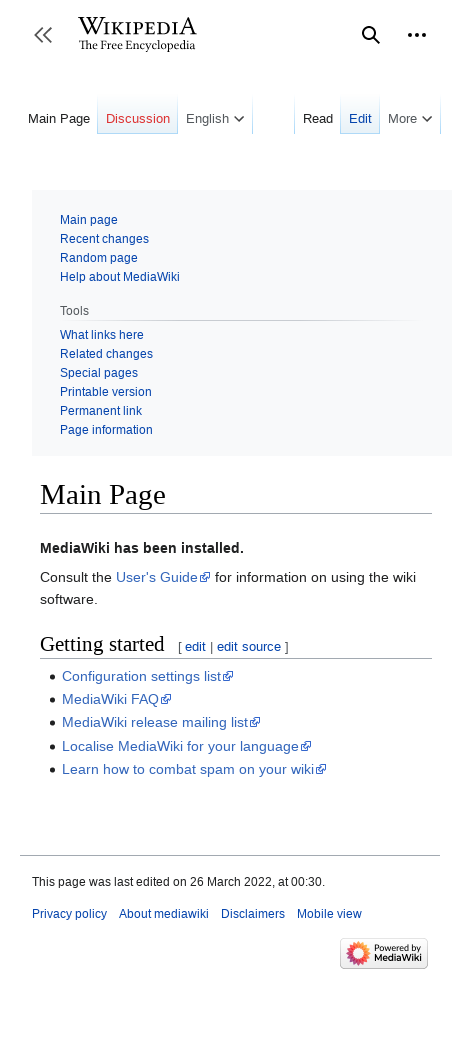 WIKIPEDIA
The Free Encyclopedia
Main Page Discussion English Read Edit More
Main page
Recent changes
Random page
Help about MediaWiki
Tools
What links here
Related changes
Special pages
Printable version
Permanent link
Page information
Main Page
MediaWiki has been installed.
Consult the User's Guide for information on using the wiki
software.
Getting started [ edit | edit source ]
Configuration settings list
MediaWiki FAQ
MediaWiki release mailing list
Localise MediaWiki for your language
Learn how to combat spam on your wiki
This page was last edited on 26 March 2022, at 00:30.
Privacy policy About mediawiki Disclaimers Mobile view
Powered by
MediaWiki